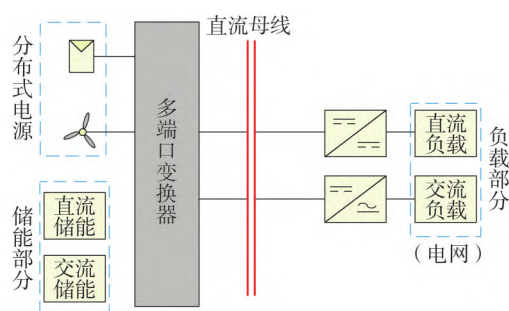 直流母线
分布式电源
多端口变换器
直流
负载
交流
负载
负载部分
(电网)
储能部分
直流
储能
交流
储能